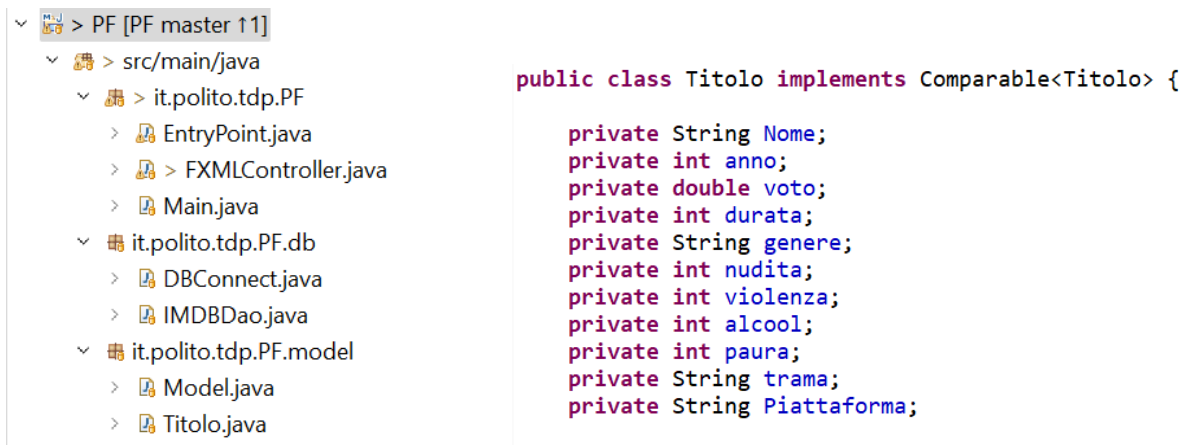 > PF [PF master ↑1]
> src/main/java
> it.polito.tdp.PF
EntryPoint.java
> FXMLController.java
Main.java
it.polito.tdp.PF.db
DBConnect.java
IMDBDao.java
it.polito.tdp.PF.model
Model.java
Titolo.java
public class Titolo implements Comparable<Titolo> {
private String Nome;
private int anno;
private double voto;
private int durata;
private String genere;
private int nudita;
private int violenza;
private int alcool;
private int paura;
private String trama;
private String Piattaforma;